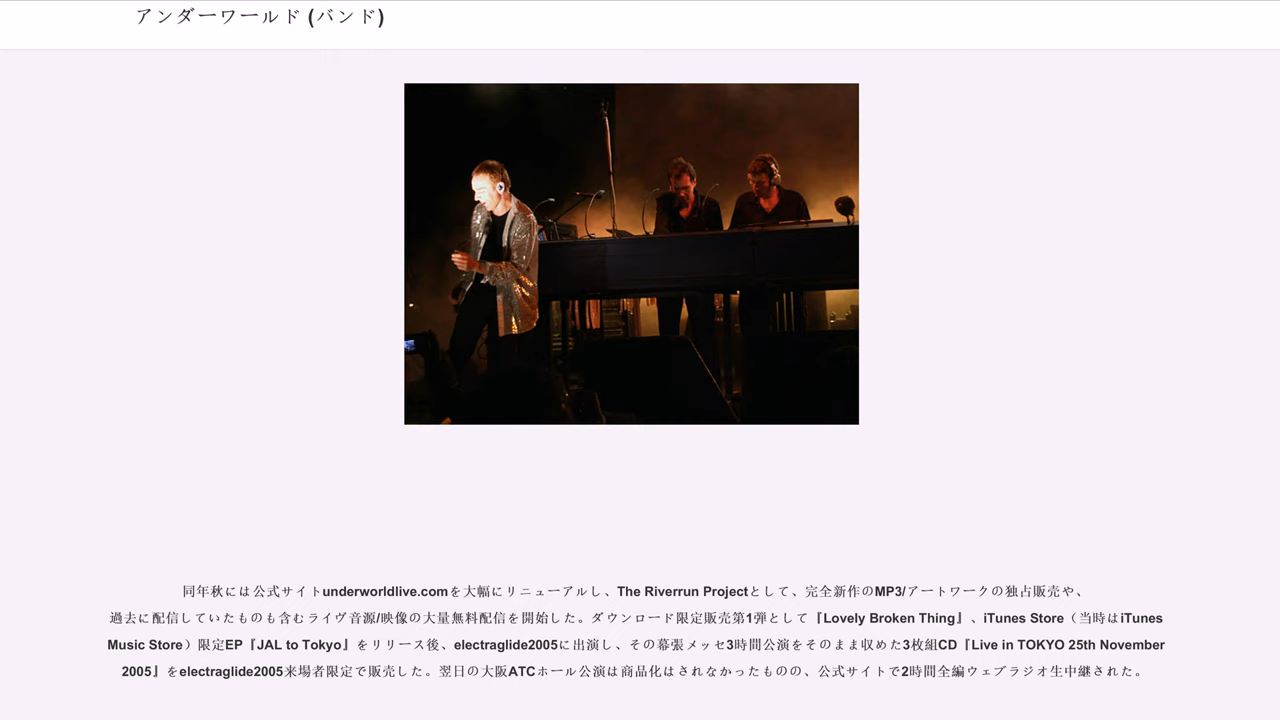 アンダーワールド (バンド)
同年秋には公式サイトunderworldlive.comを大幅にリニューアルし、The Riverrun Projectとして、完全新作のMP3/アートワークの独占販売や、
過去に配信していたものも含むライヴ音源/映像の大量無料配信を開始した。ダウンロード限定販売第1弾として『Lovely Broken Thing』、iTunes Store（当時はiTunes
Music Store）限定EP『JAL to Tokyo』をリリース後、electraglide2005に出演し、その幕張メッセ3時間公演をそのまま収めた3枚組CD『Live in TOKYO 25th November
2005』をelectraglide2005来場者限定で販売した。翌日の大阪ATCホール公演は商品化はされなかったものの、公式サイトで2時間全編ウェブラジオ生中継された。